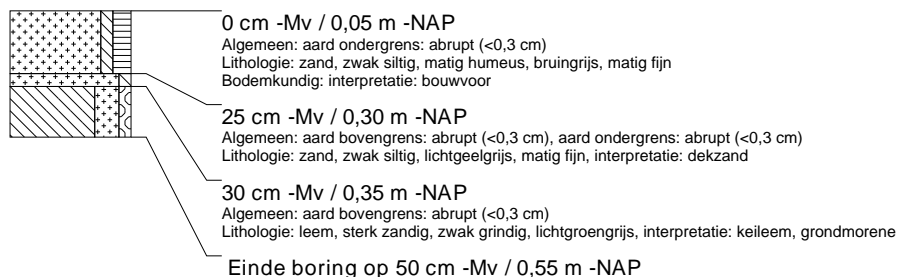 0 cm -Mv / 0,05 m -NAP
Algemeen: aard ondergrens: abrupt (<0,3 cm)
Lithologie: zand, zwak siltig, matig humeus, bruingrijs, matig fijn
Bodemkundig: interpretatie: bouwvoor
25 cm -Mv / 0,30 m -NAP
Algemeen: aard bovengrens: abrupt (<0,3 cm), aard ondergrens: abrupt (<0,3 cm)
Lithologie: zand, zwak siltig, lichtgeelgrijs, matig fijn, interpretatie: dekzand
30 cm -Mv / 0,35 m -NAP
Algemeen: aard bovengrens: abrupt (<0,3 cm)
Lithologie: leem, sterk zandig, zwak grindig, lichtgroengrijs, interpretatie: keileem, grondmorene
Einde boring op 50 cm -Mv / 0,55 m -NAP